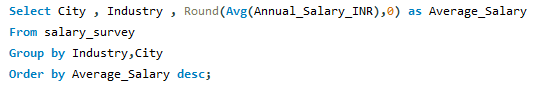 Select City , Industry , Round(Avg(Annual_Salary_INR),0) as Average_Salary
From salary_survey
Group by Industry,City
Order by Average_Salary desc;